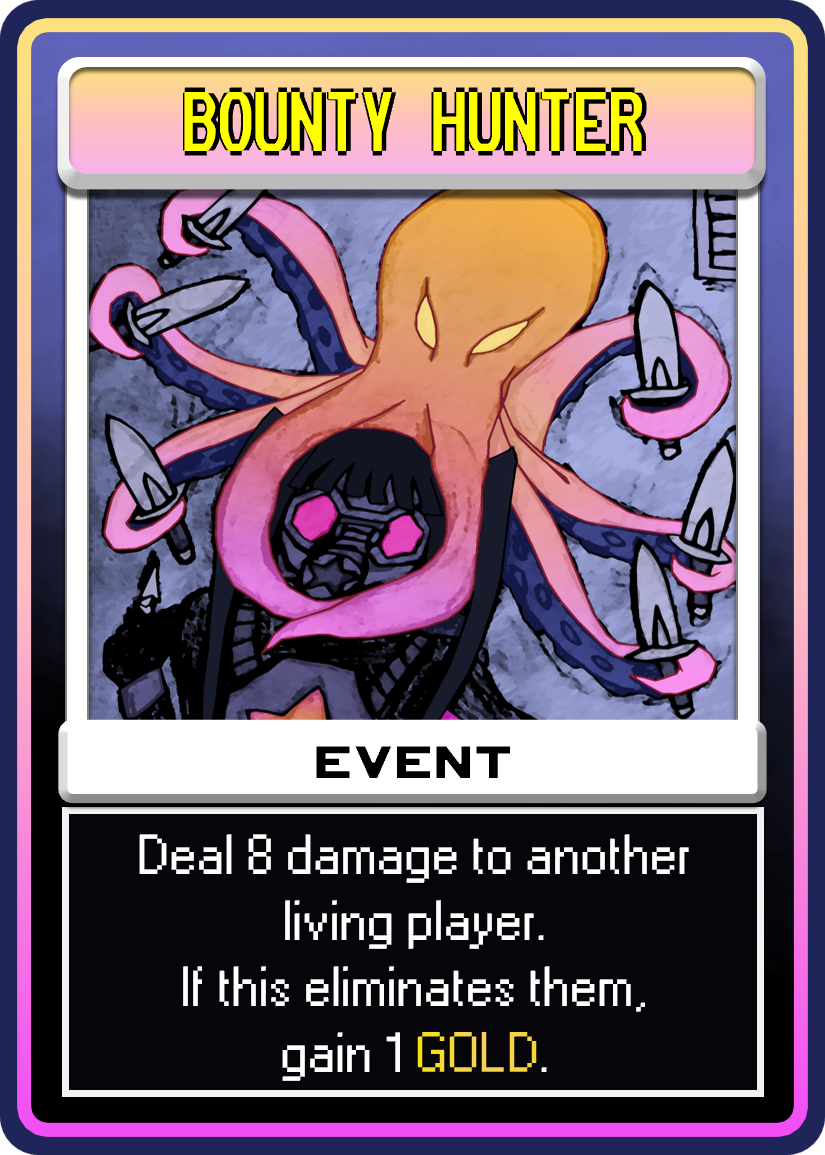 BOUNTY HUNTER
EVENT
Deal 8 damage to another
living player.
If this eliminates them,
gain 1 GOLD.